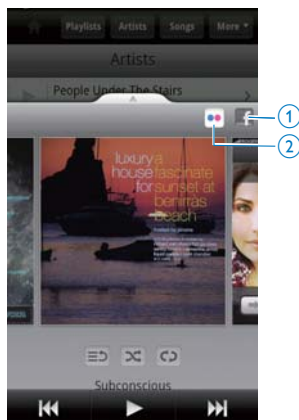 Playlists Artists Songs More
Artists
People Under The Stairs
1
f
2
luxury a
house fascinate
for sunset at
benirras
beach
Subconscious